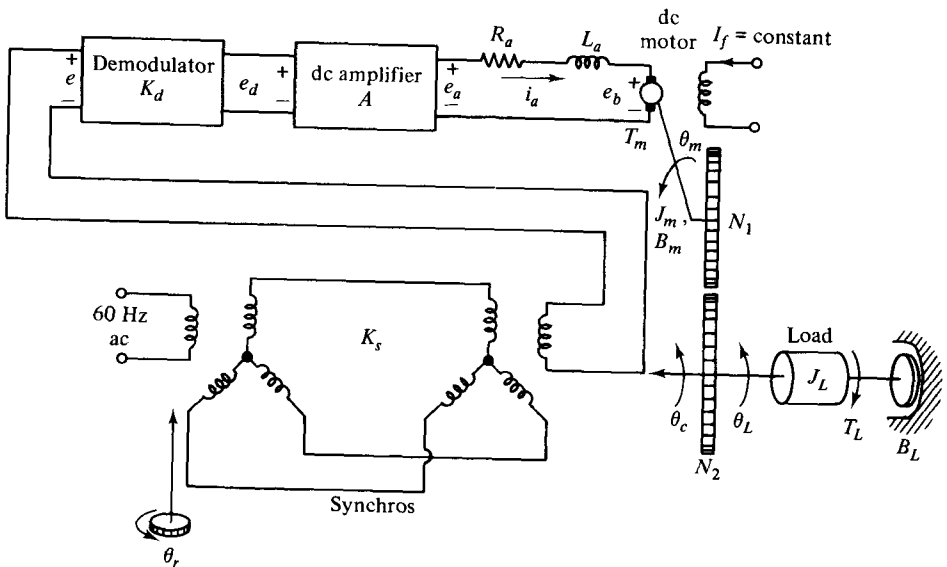 dc
motor
I_f = constant
R_a
L_a
Demodulator
K_d
dc amplifier
A
e
+
−
e_d
+
−
+
e_a
−
i_a
e_b
+
−
T_m
θ_m
J_m,
B_m
N_1
60 Hz
ac
K_s
Load
J_L
θ_c
θ_L
T_L
B_L
N_2
Synchros
θ_r